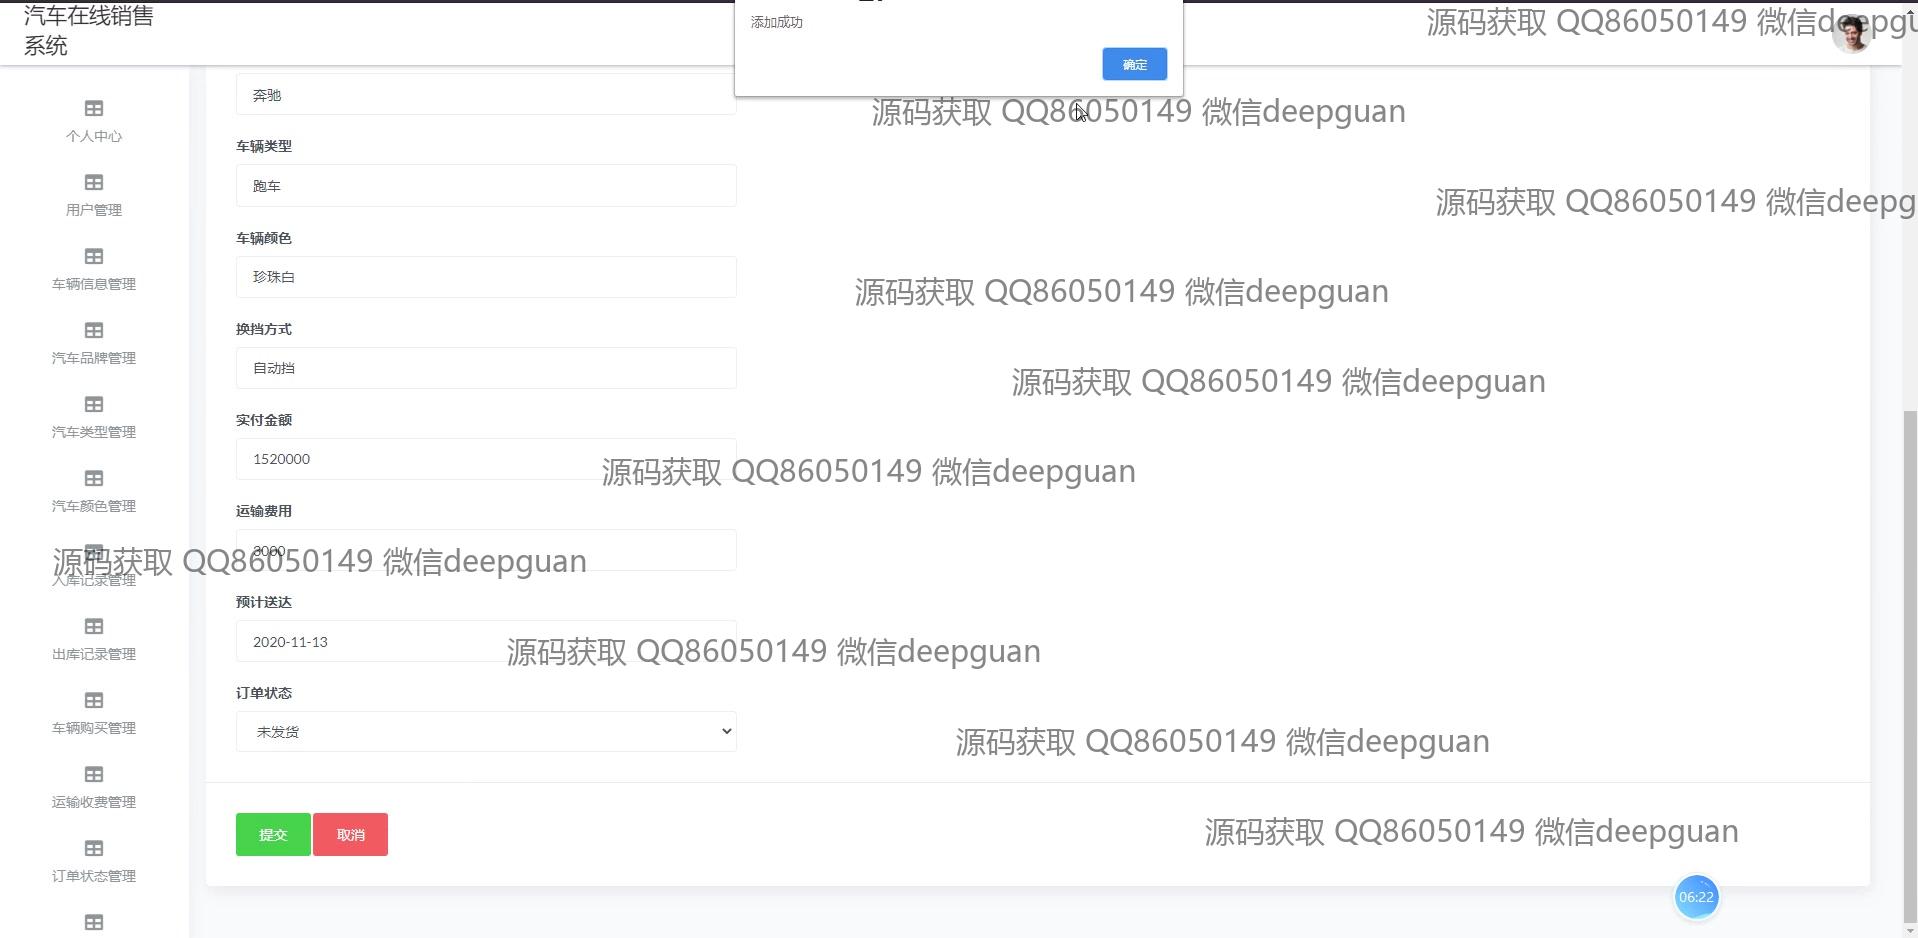 汽车在线销售
系统
添加成功
确定
源码获取 QQ86050149 微信deepgu
个人中心
用户管理
车辆信息管理
汽车品牌管理
汽车类型管理
汽车颜色管理
入库记录管理
出库记录管理
车辆购买管理
运输收费管理
订单状态管理
奔驰
源码获取 QQ86050149 微信deepguan
车辆类型
跑车
源码获取 QQ86050149 微信deepg
车辆颜色
珍珠白
源码获取 QQ86050149 微信deepguan
换挡方式
自动挡
源码获取 QQ86050149 微信deepguan
实付金额
1520000
源码获取 QQ86050149 微信deepguan
运输费用
3000
源码获取 QQ86050149 微信deepguan
预计送达
2020-11-13
源码获取 QQ86050149 微信deepguan
订单状态
未发货
源码获取 QQ86050149 微信deepguan
提交
取消
源码获取 QQ86050149 微信deepguan
06:22